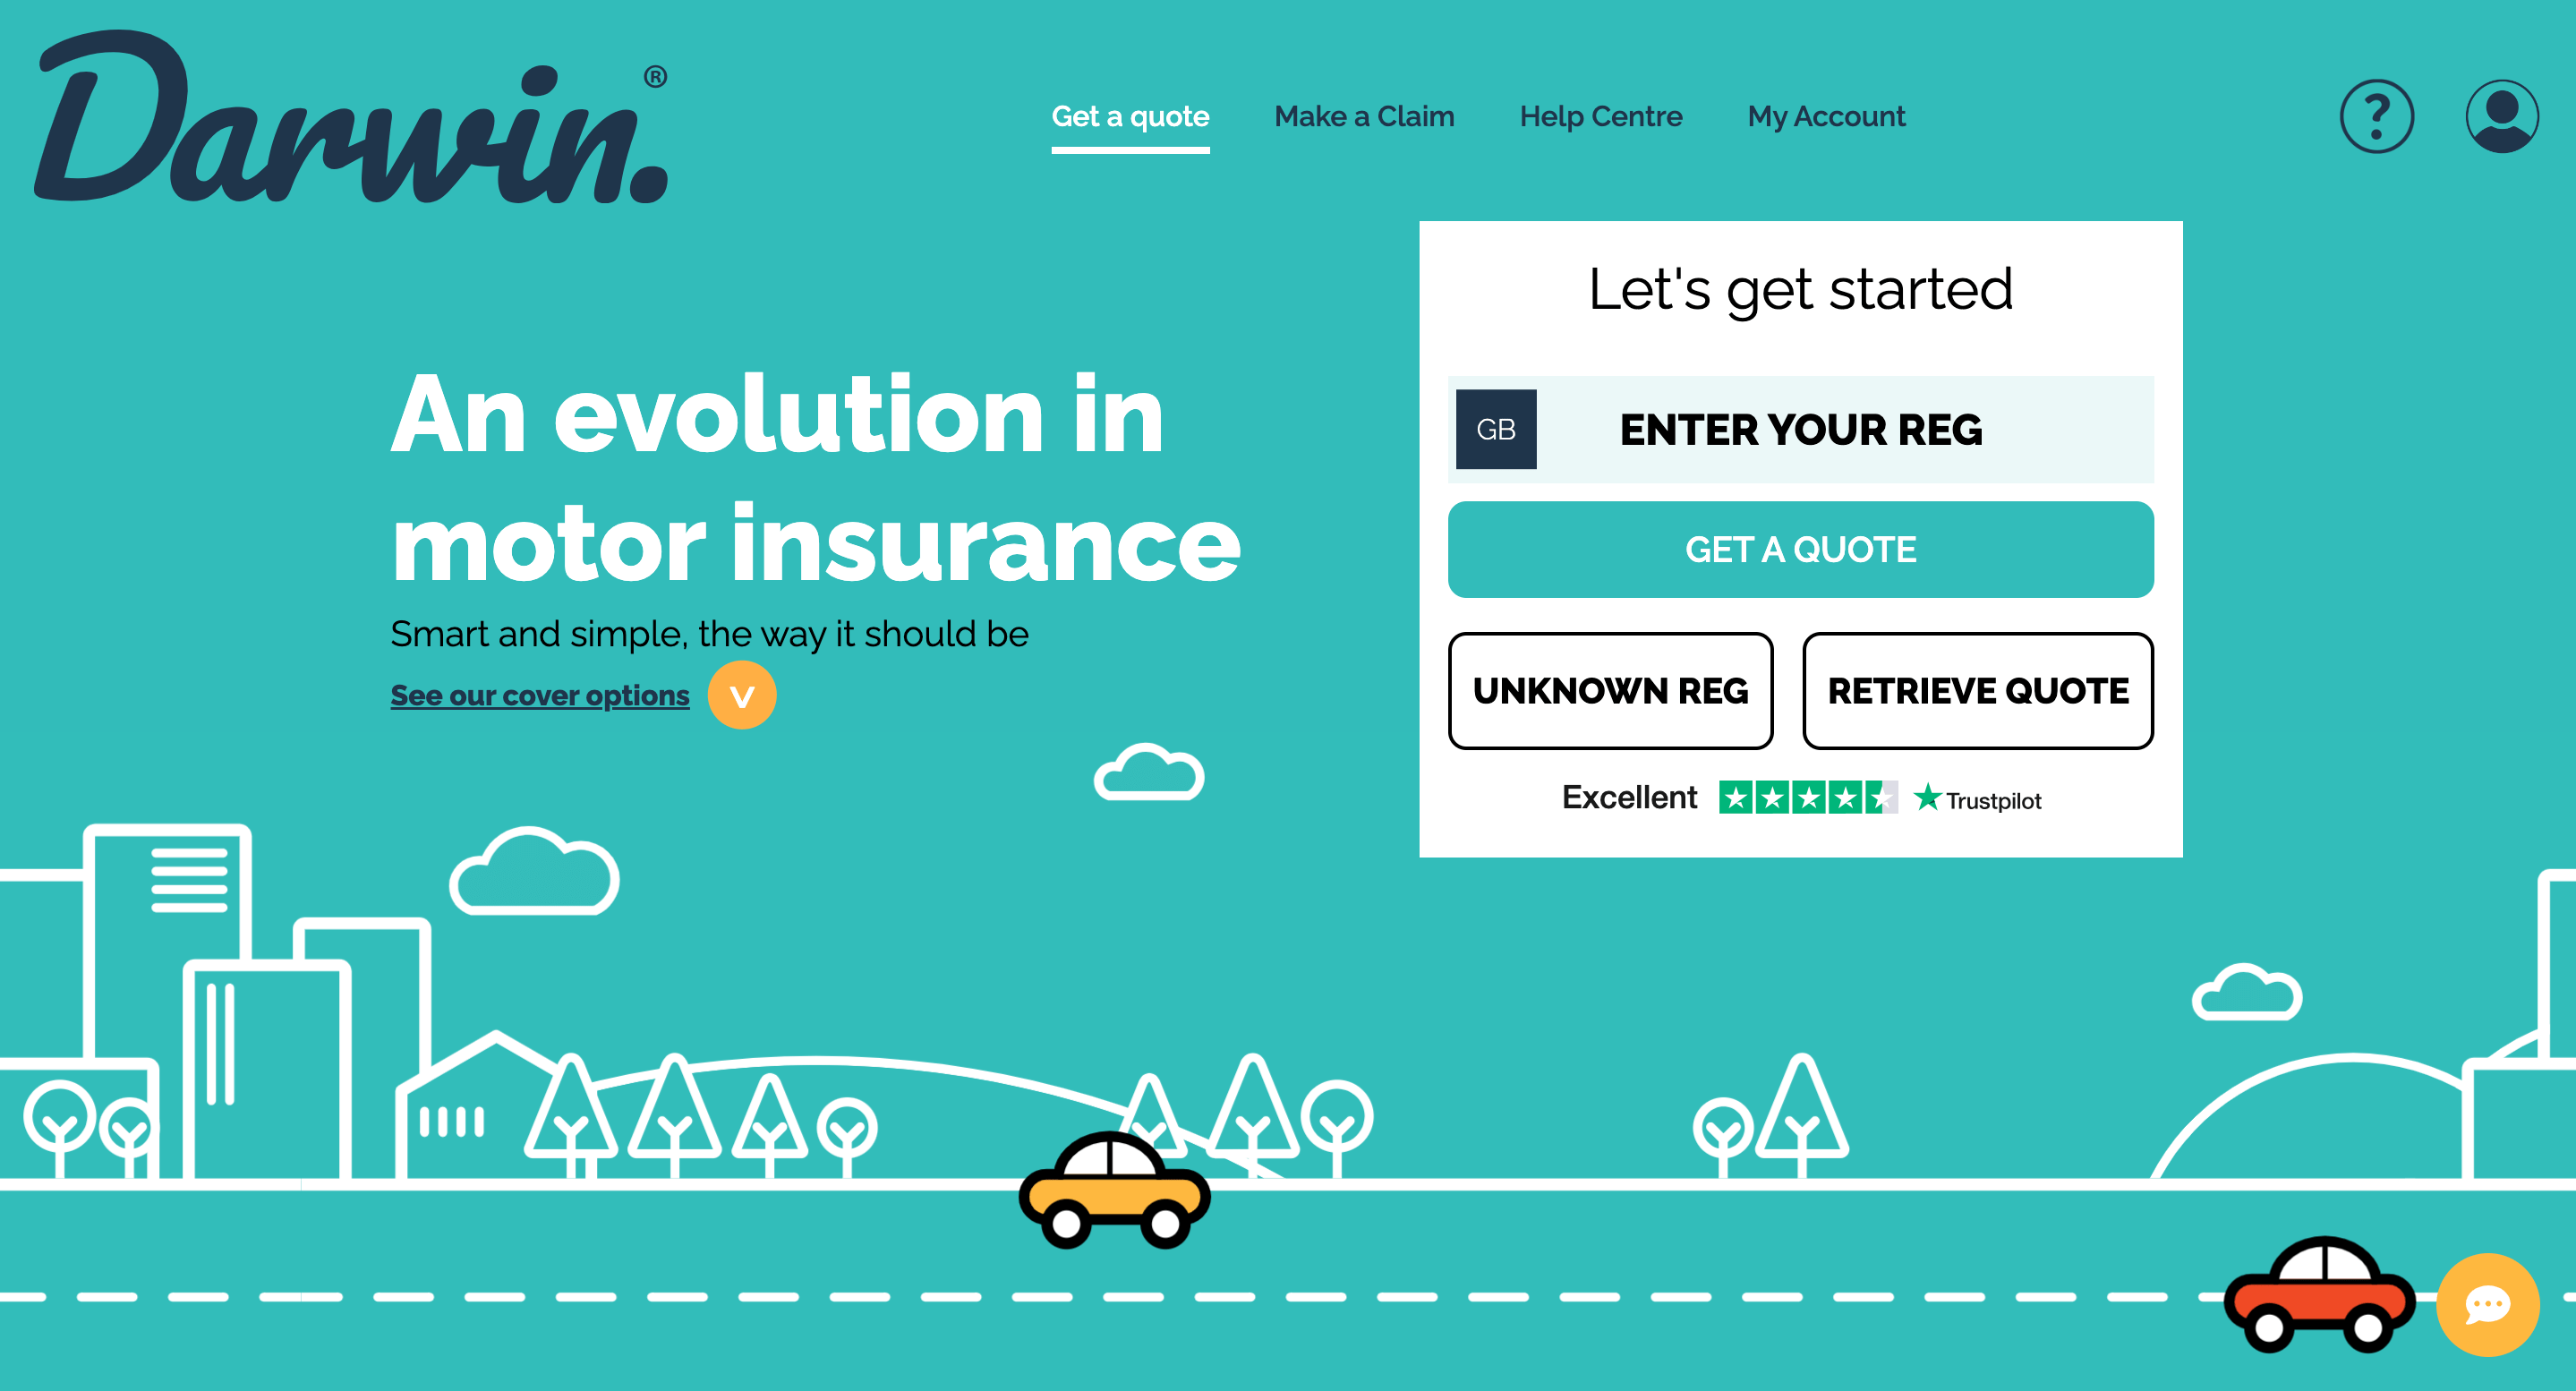 Darwin.®
Get a quote Make a Claim Help Centre My Account
?
An evolution in
motor insurance
Smart and simple, the way it should be
See our cover options
Let's get started
GB ENTER YOUR REG
GET A QUOTE
UNKNOWN REG RETRIEVE QUOTE
Excellent Trustpilot